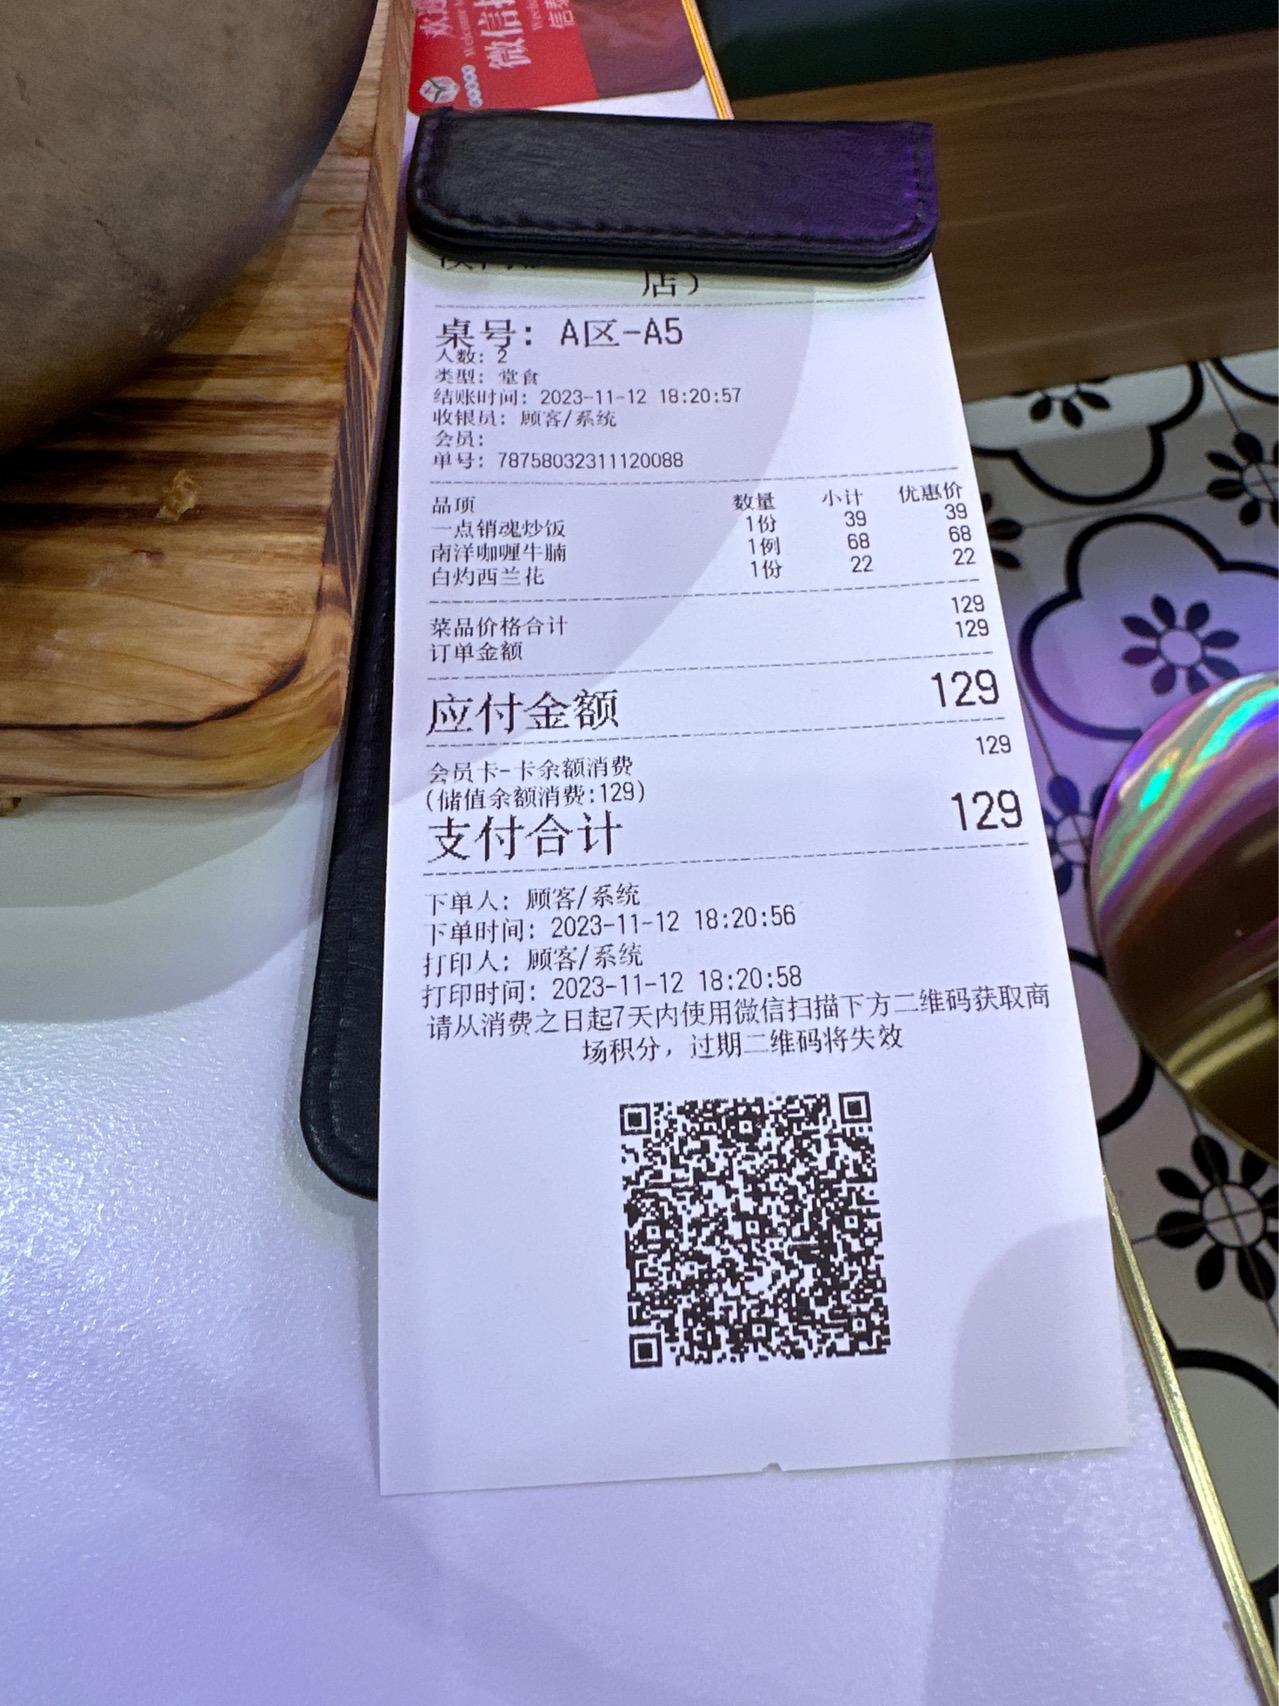 微信扫
店）
桌号: A区-A5
人数: 2
类型: 堂食
结账时间: 2023-11-12 18:20:57
收银员: 顾客/系统
会员:
单号: 78758032311120088
品项 数量 小计 优惠价
一点销魂炒饭 1份 39 39
南洋咖喱牛腩 1例 68 68
白灼西兰花 1份 22 22
菜品价格合计 129
订单金额 129
应付金额 129
会员卡-卡余额消费 129
(储值余额消费:129)
支付合计 129
下单人: 顾客/系统
下单时间: 2023-11-12 18:20:56
打印人: 顾客/系统
打印时间: 2023-11-12 18:20:58
请从消费之日起7天内使用微信扫描下方二维码获取商
场积分，过期二维码将失效